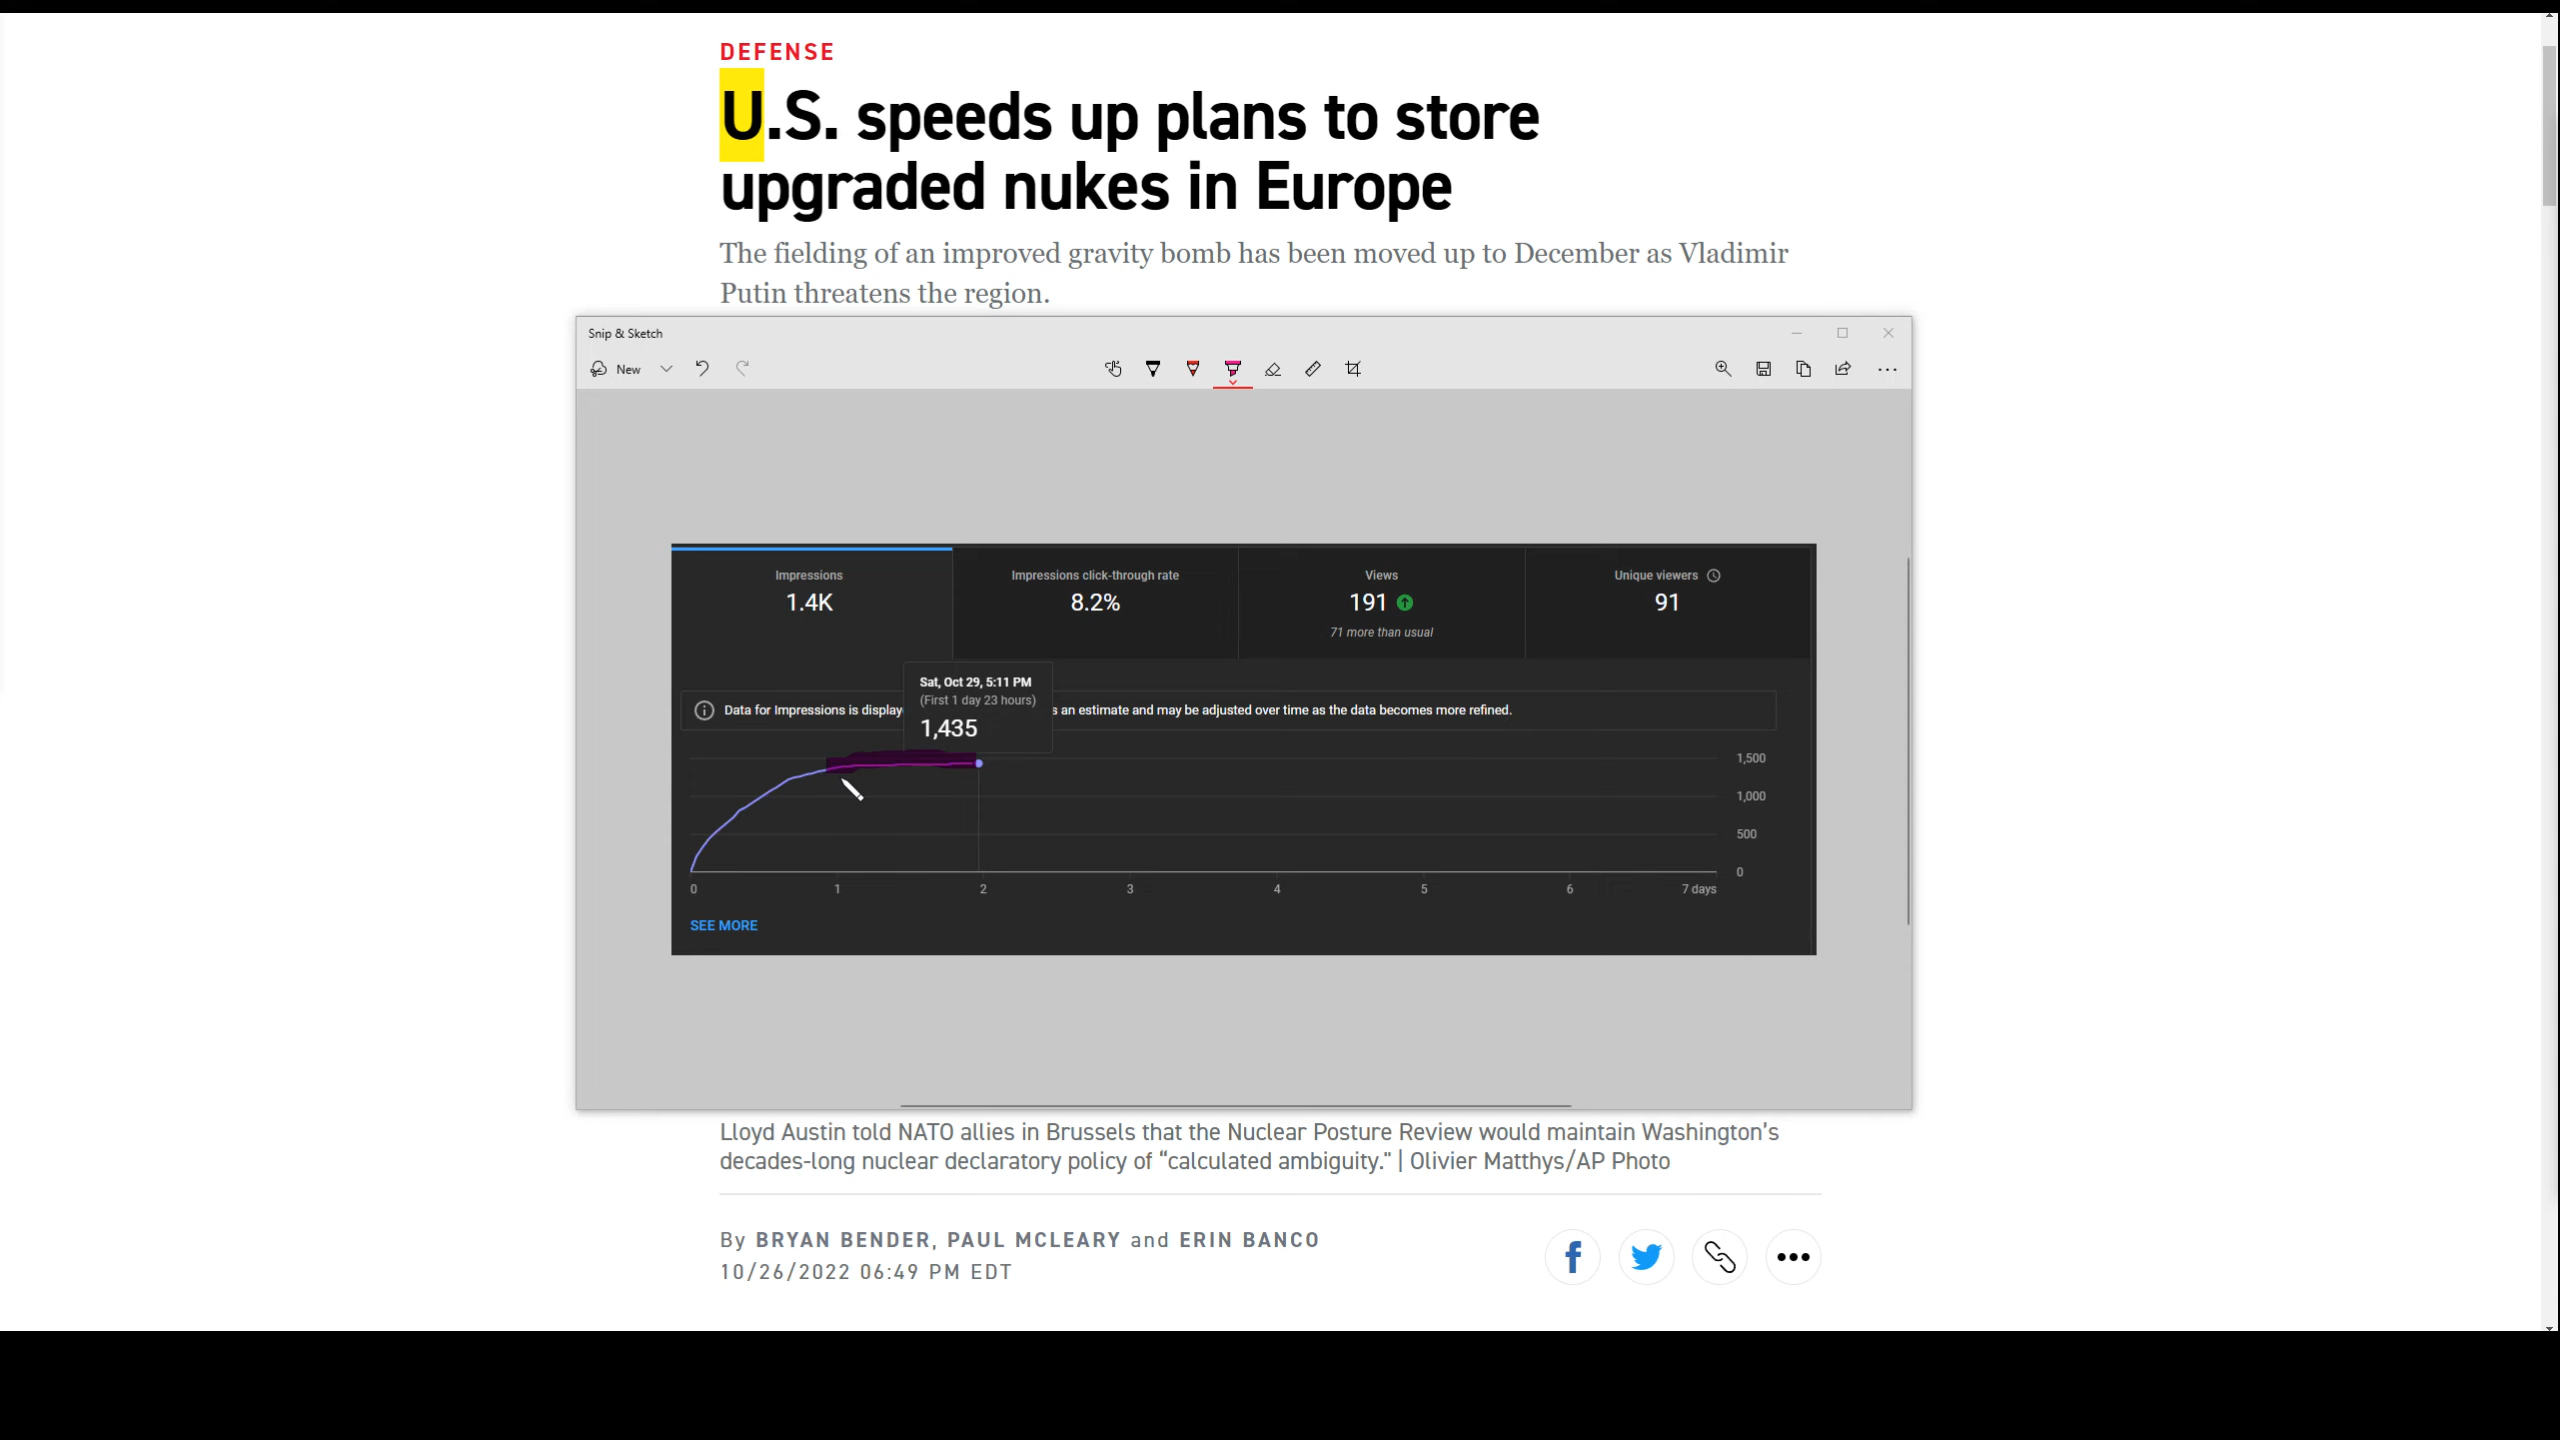 DEFENSE
U.S. speeds up plans to store
upgraded nukes in Europe
The fielding of an improved gravity bomb has been moved up to December as Vladimir
Putin threatens the region.
Snip & Sketch
New
Impressions
1.4K
Impressions click-through rate
8.2%
Views
191
71 more than usual
Unique viewers
91
Sat, Oct 29, 5:11 PM
(First 1 day 23 hours)
1,435
Data for Impressions is display
s an estimate and may be adjusted over time as the data becomes more refined.
1,500
1,000
500
0
0 1 2 3 4 5 6 7 days
SEE MORE
Lloyd Austin told NATO allies in Brussels that the Nuclear Posture Review would maintain Washington's
decades-long nuclear declaratory policy of “calculated ambiguity." | Olivier Matthys/AP Photo
By BRYAN BENDER, PAUL MCLEARY and ERIN BANCO
10/26/2022 06:49 PM EDT